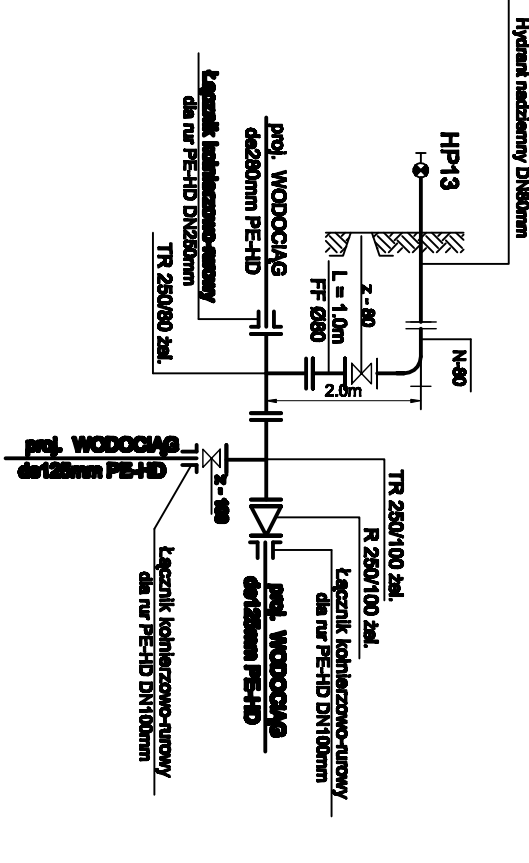 Hydrant nadziemny DN80mm
HP13
N-80
z - 80
L = 1.0m
FF Ø80
2.0m
proj. WODOCIĄG
de280mm PE-HD
Łącznik kołnierzowo-rurowy
dla rur PE-HD DN250mm
TR 250/80 żel.
TR 250/100 żel.
R 250/100 żel.
Łącznik kołnierzowo-rurowy
dla rur PE-HD DN100mm
proj. WODOCIĄG
de125mm PE-HD
z - 100
proj. WODOCIĄG
de125mm PE-HD
Łącznik kołnierzowo-rurowy
dla rur PE-HD DN100mm